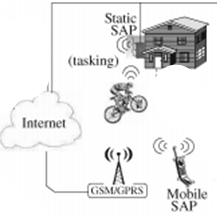 Static
SAP
(tasking)
Internet
GSM/GPRS
Mobile
SAP